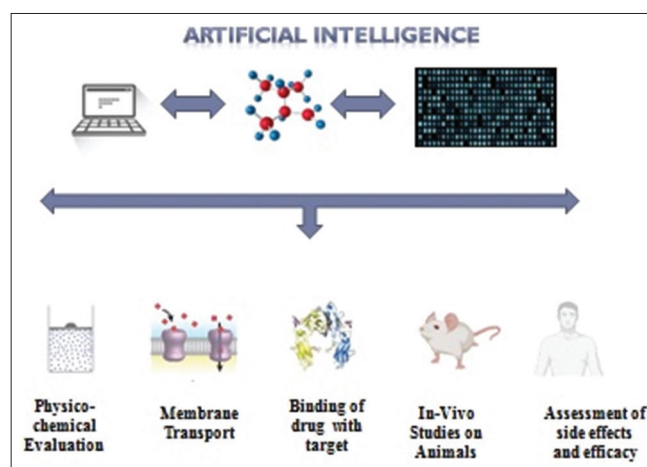 ARTIFICIAL INTELLIGENCE
Physico-
chemical
Evaluation
Membrane
Transport
Binding of
drug with
target
In-Vivo
Studies on
Animals
Assessment of
side effects
and efficacy